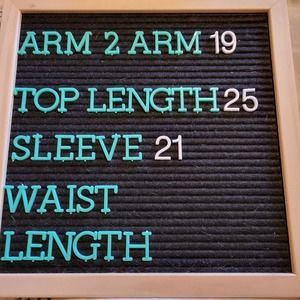 ARM 2 ARM 19
TOP LENGTH 25
SLEEVE 21
WAIST
LENGTH